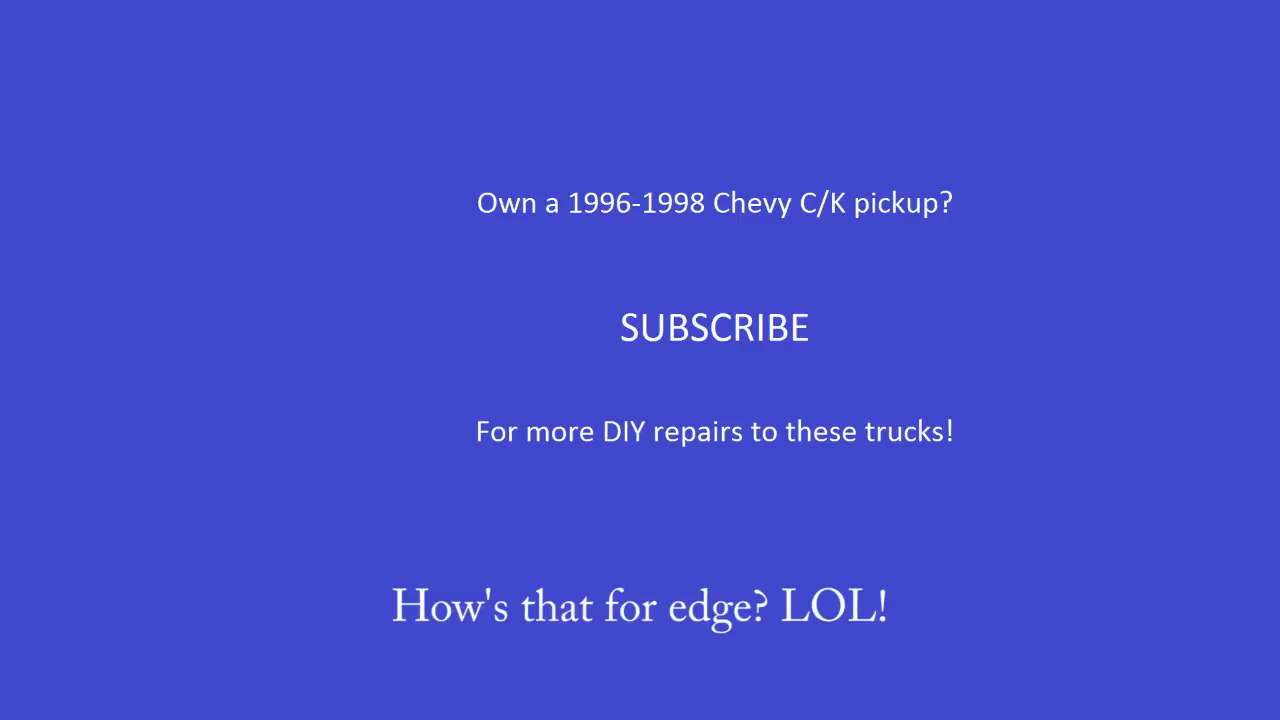 Own a 1996-1998 Chevy C/K pickup?
SUBSCRIBE
For more DIY repairs to these trucks!
How's that for edge? LOL!